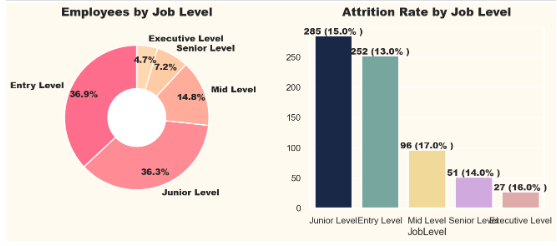 Employees by Job Level
Executive Level
Senior Level
4.7%
7.2%
Entry Level
36.9%
Mid Level
14.8%
36.3%
Junior Level
Attrition Rate by Job Level
285 (15.0% )
252 (13.0% )
96 (17.0% )
51 (14.0% )
27 (16.0% )
250
200
150
100
50
0
Junior Level Entry Level Mid Level Senior Level Executive Level
JobLevel